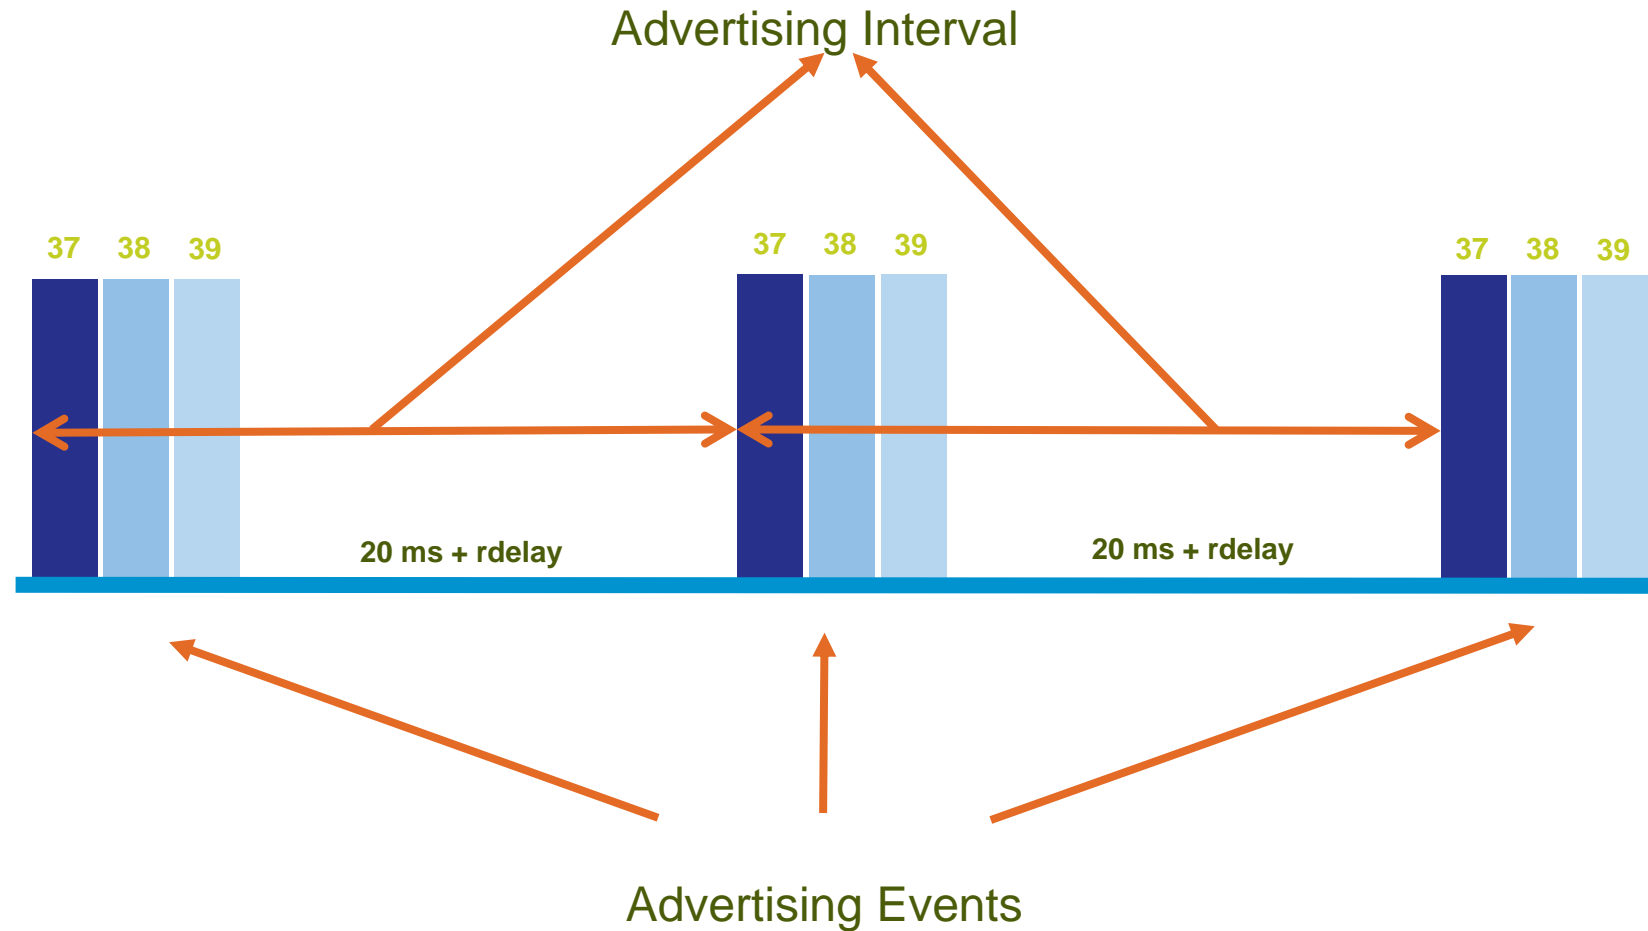 Advertising Interval
37 38 39
37 38 39
37 38 39
20 ms + rdelay
20 ms + rdelay
Advertising Events